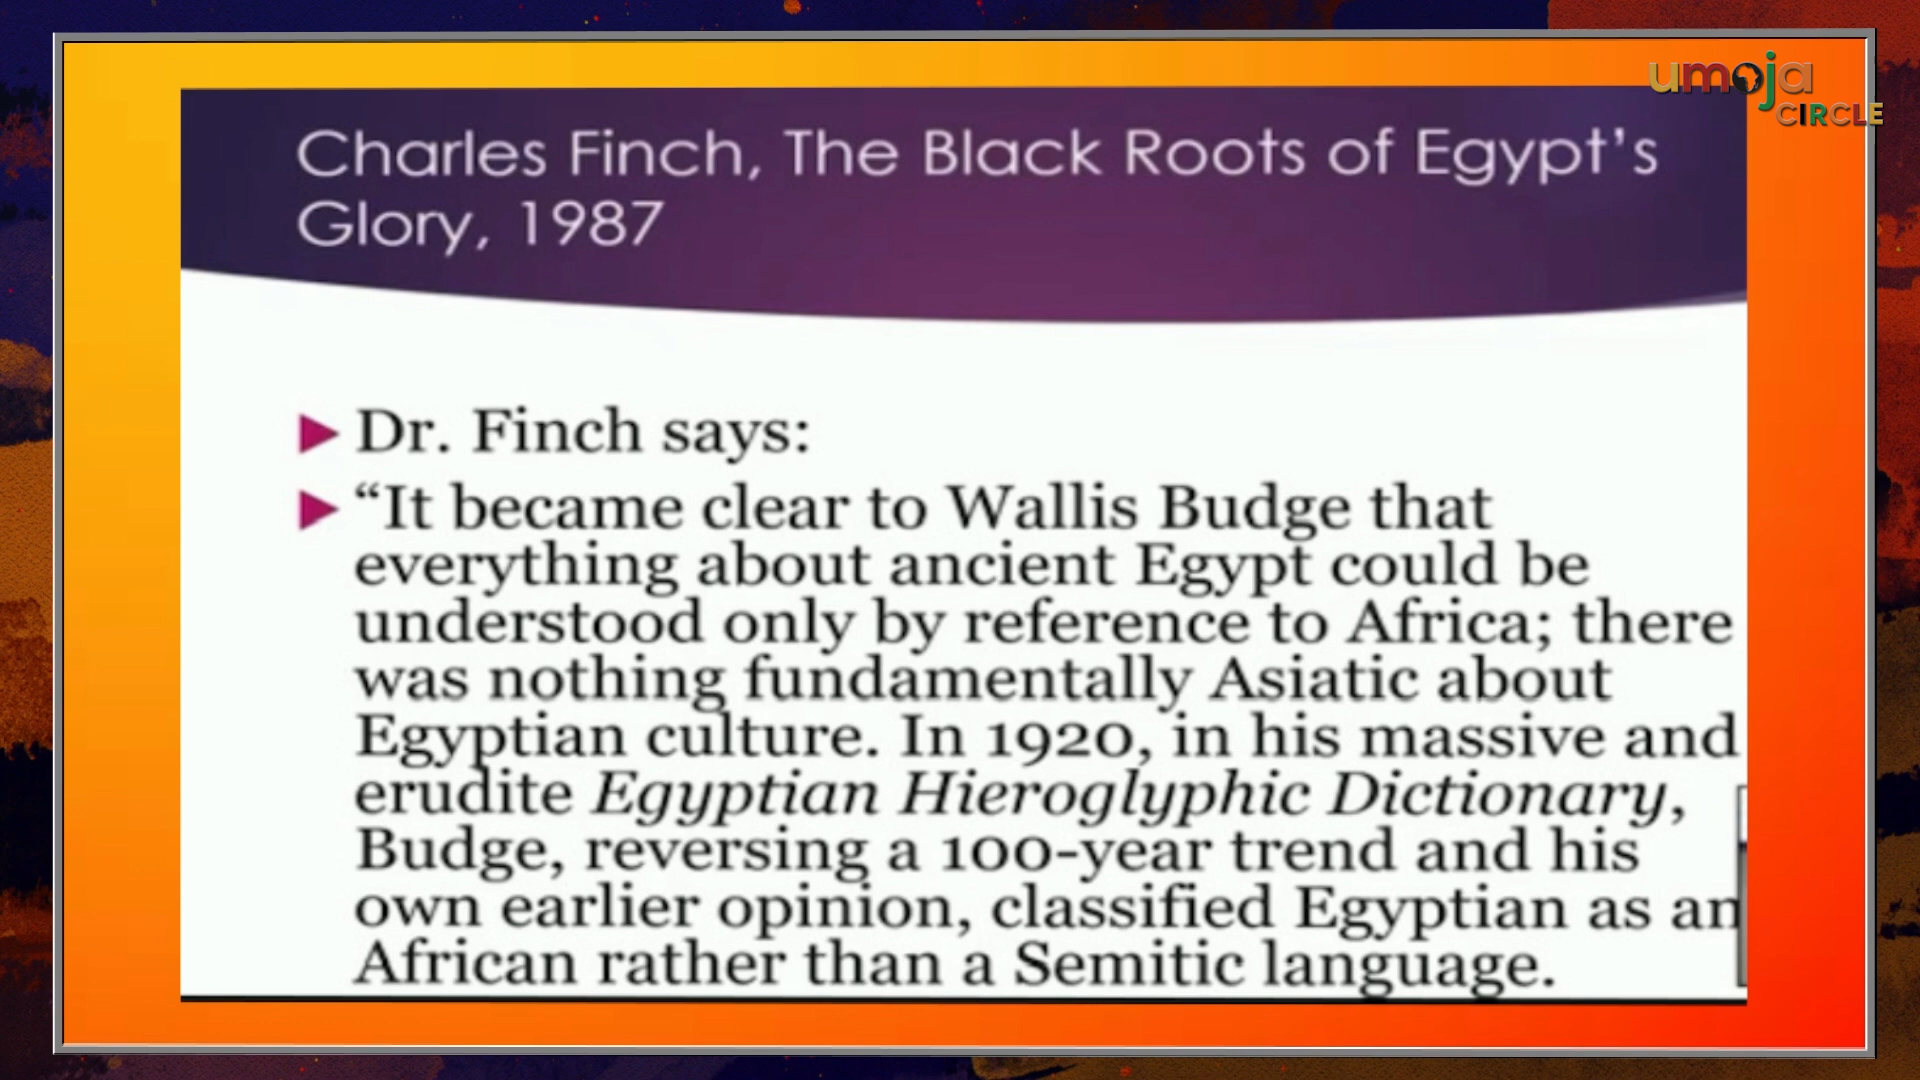 umoja
CIRCLE
Charles Finch, The Black Roots of Egypt’s
Glory, 1987
Dr. Finch says:
“It became clear to Wallis Budge that
everything about ancient Egypt could be
understood only by reference to Africa; there
was nothing fundamentally Asiatic about
Egyptian culture. In 1920, in his massive and
erudite Egyptian Hieroglyphic Dictionary,
Budge, reversing a 100-year trend and his
own earlier opinion, classified Egyptian as an
African rather than a Semitic language.